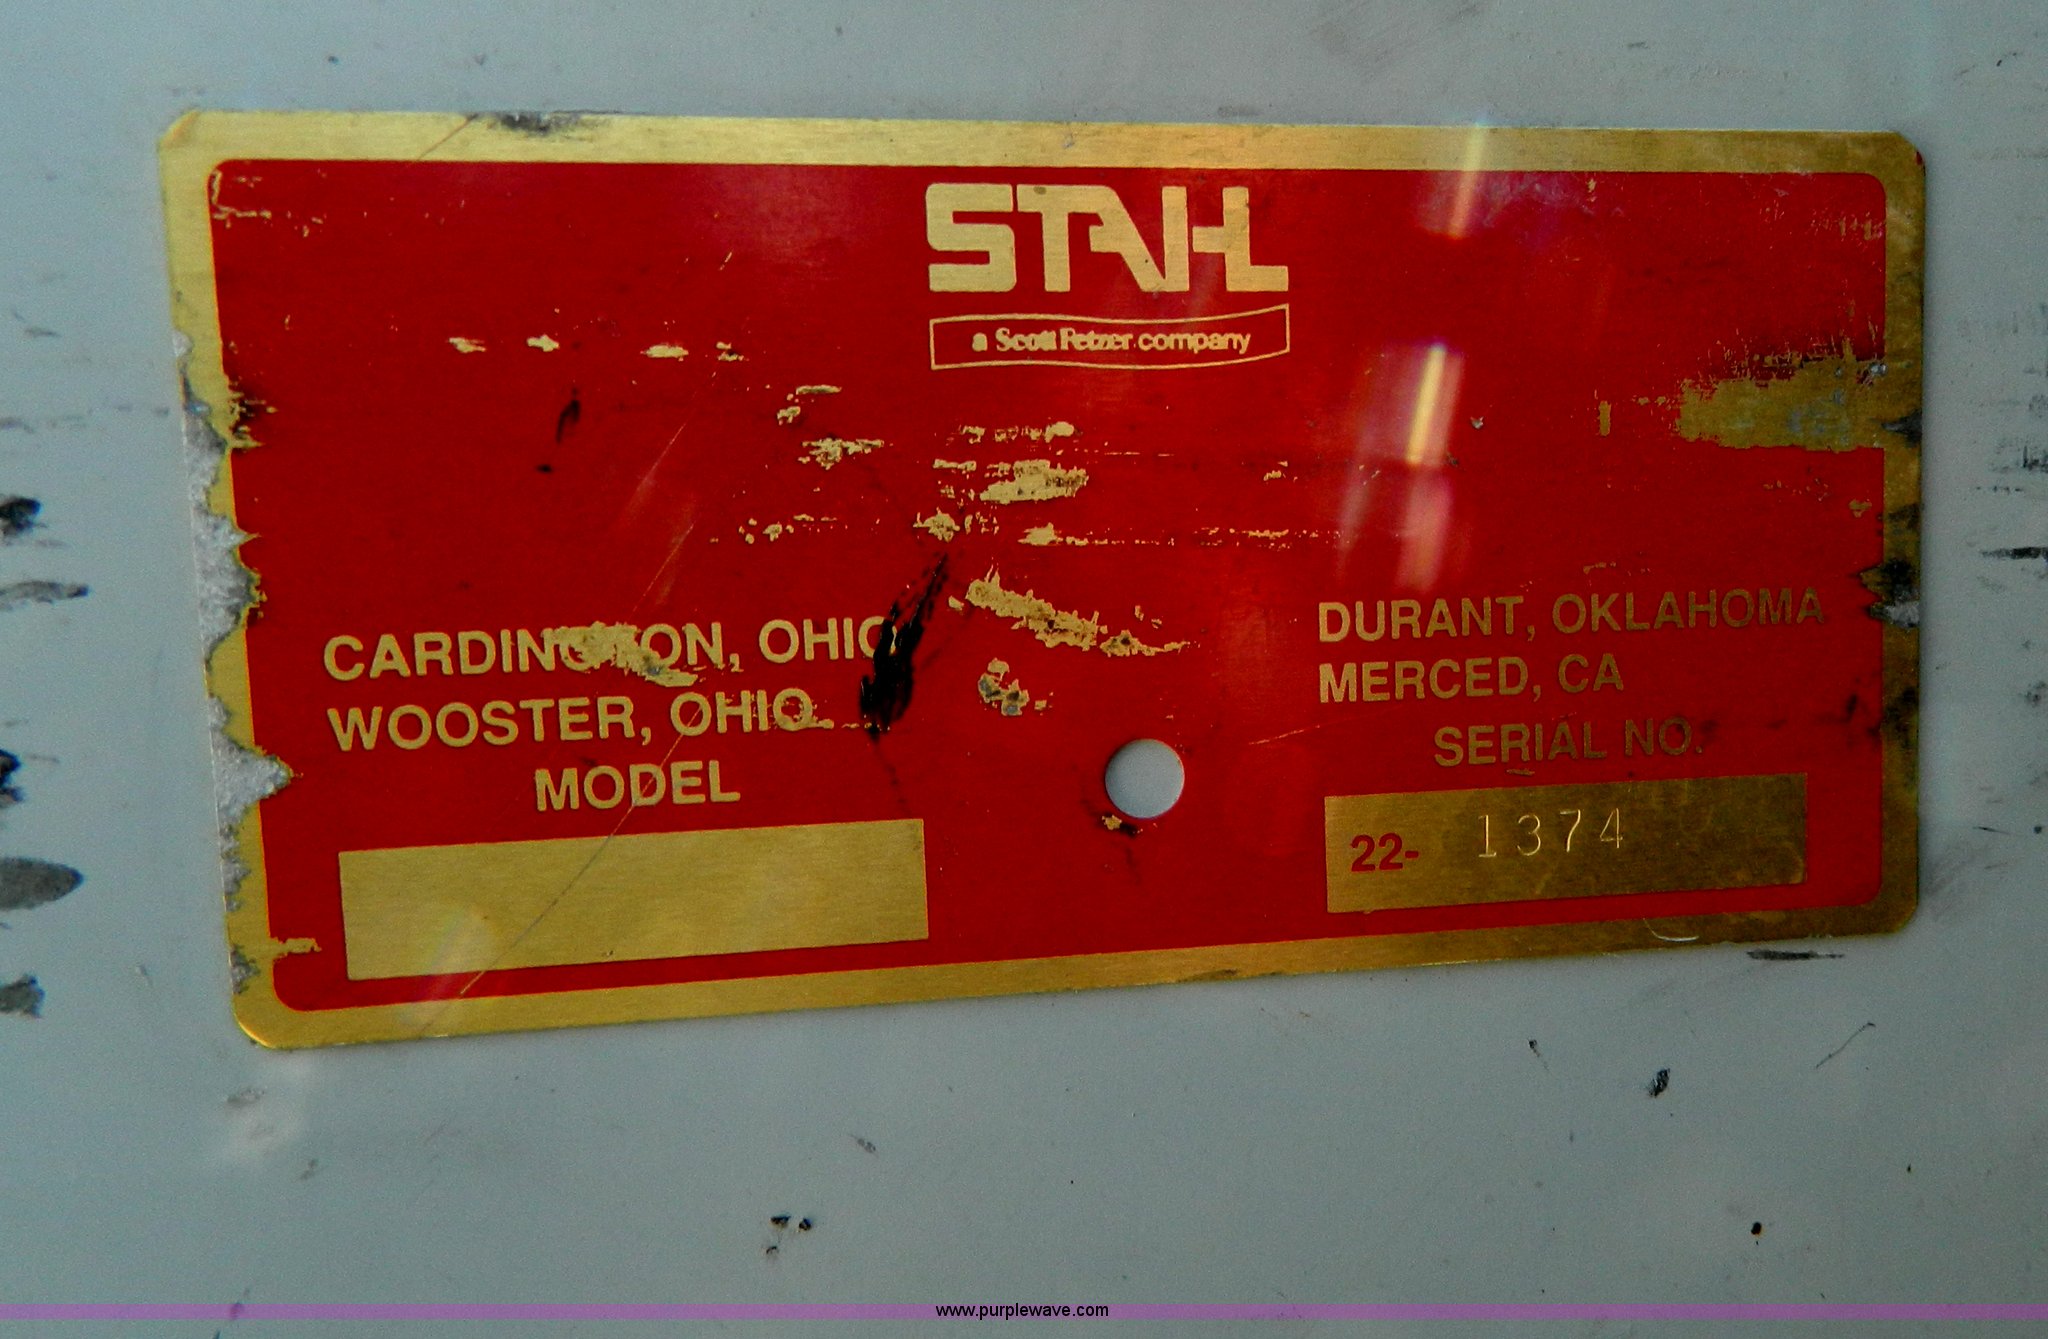 STAHL
a Scott Fetzer company
CARDINGTON, OHIO
WOOSTER, OHIO
MODEL
DURANT, OKLAHOMA
MERCED, CA
SERIAL NO.
22- 1374
www.purplewave.com